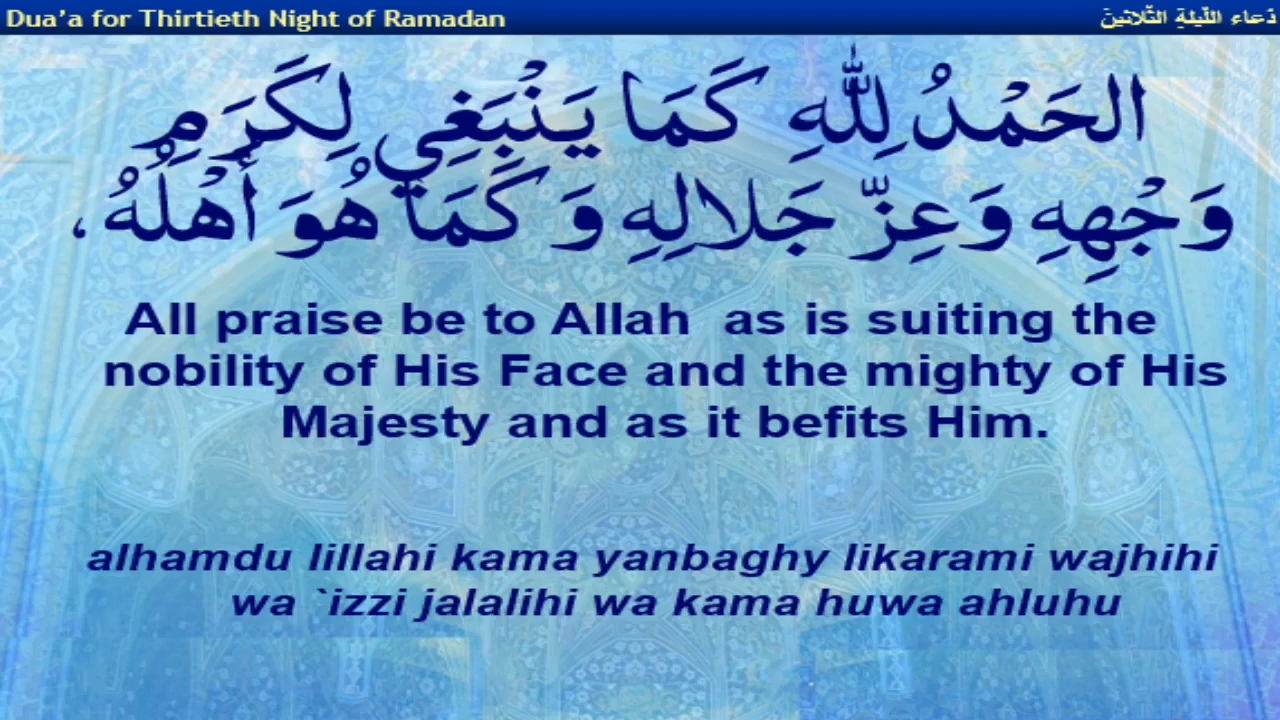 Dua’a for Thirtieth Night of Ramadan
دُعاءِ اللّيلةِ الثّلاثينَ
الحَمْدُ لِلّٰهِ كَمَا يَنْبَغِي لِكَرَمِ
وَجْهِهِ وَعِزِّ جَلالِهِ وَ كَمَا هُوَ أَهْلُهُ ،
All praise be to Allah as is suiting the
nobility of His Face and the mighty of His
Majesty and as it befits Him.
alhamdu lillahi kama yanbaghy likarami wajhihi
wa `izzi jalalihi wa kama huwa ahluhu